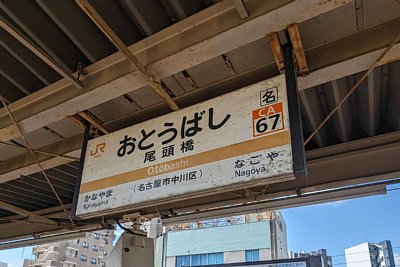 JR
おとうばし
尾頭橋
Otōbashi
名
CA
67
かなやま
Kanayama
(名古屋市中川区)
なごや
Nagoya